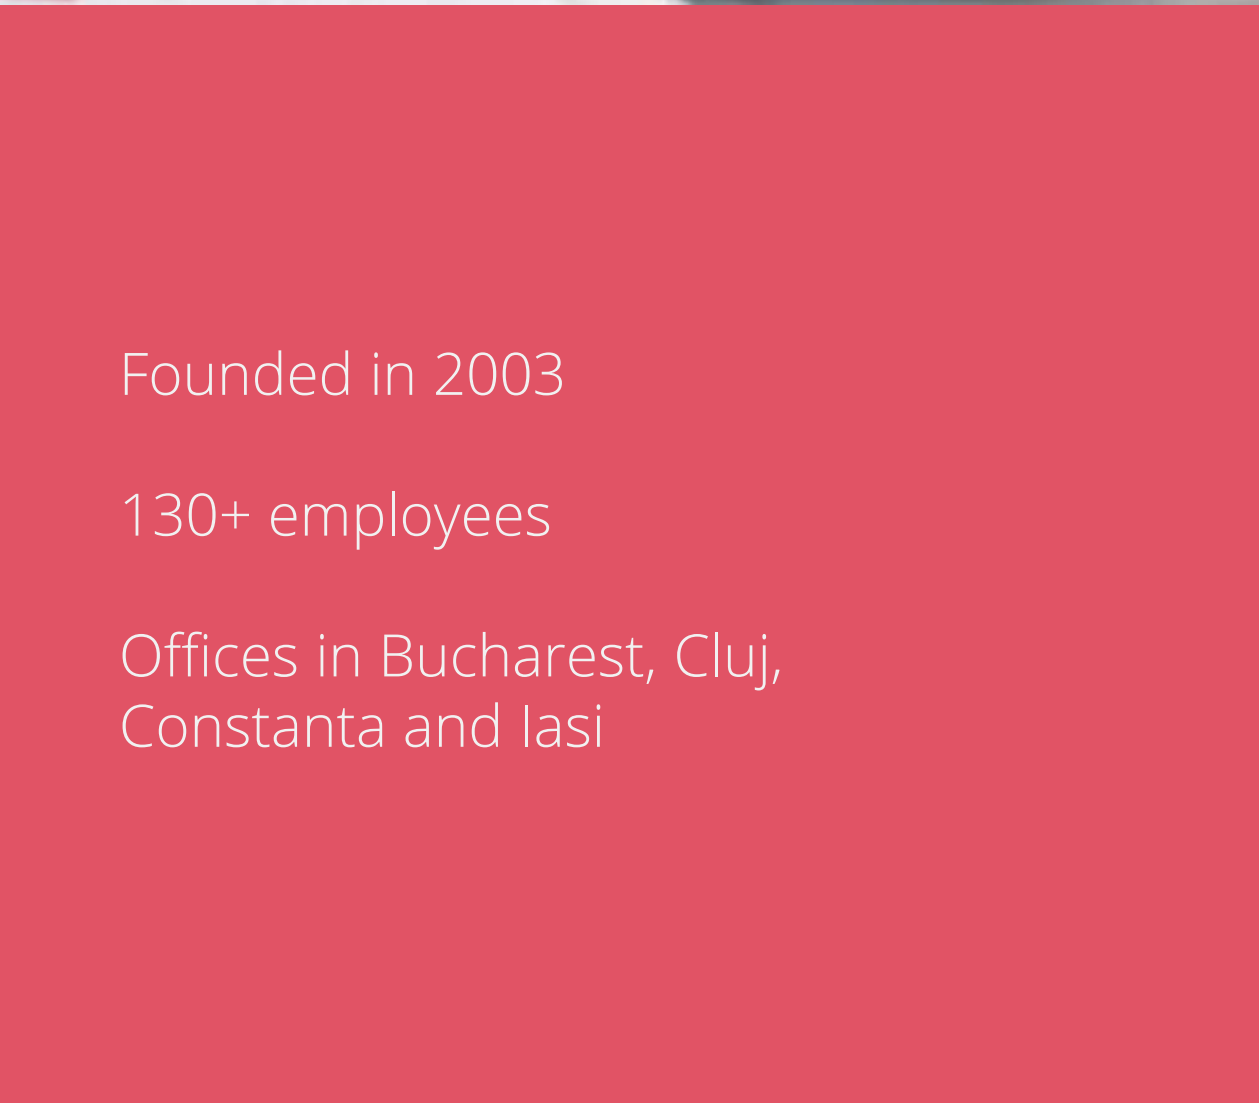 Founded in 2003
130+ employees
Offices in Bucharest, Cluj,
Constanta and Iasi